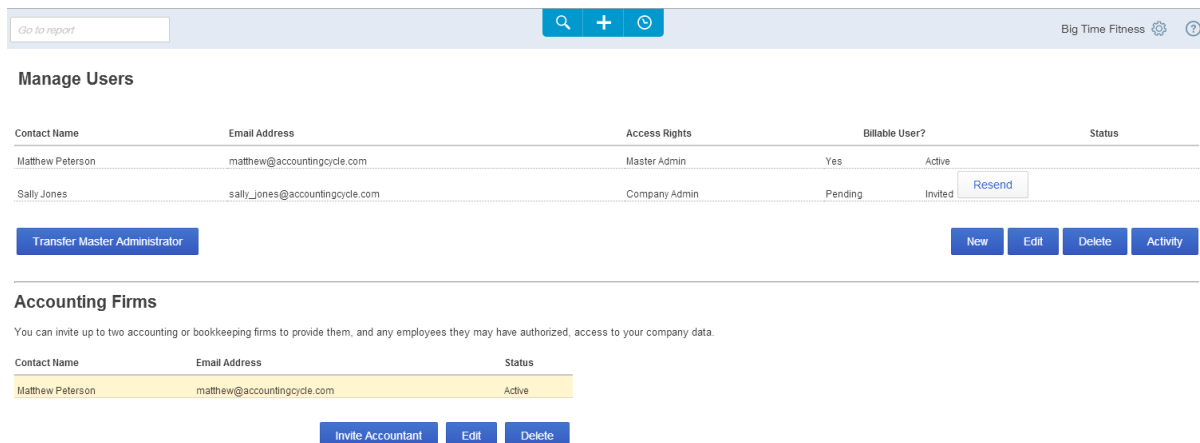 Go to report Big Time Fitness ?
Manage Users
Contact Name Email Address Access Rights Billable User? Status
Matthew Peterson matthew@accountingcycle.com Master Admin Yes Active
Sally Jones sally_jones@accountingcycle.com Company Admin Pending Invited Resend
Transfer Master Administrator New Edit Delete Activity
Accounting Firms
You can invite up to two accounting or bookkeeping firms to provide them, and any employees they may have authorized, access to your company data.
Contact Name Email Address Status
Matthew Peterson matthew@accountingcycle.com Active
Invite Accountant Edit Delete